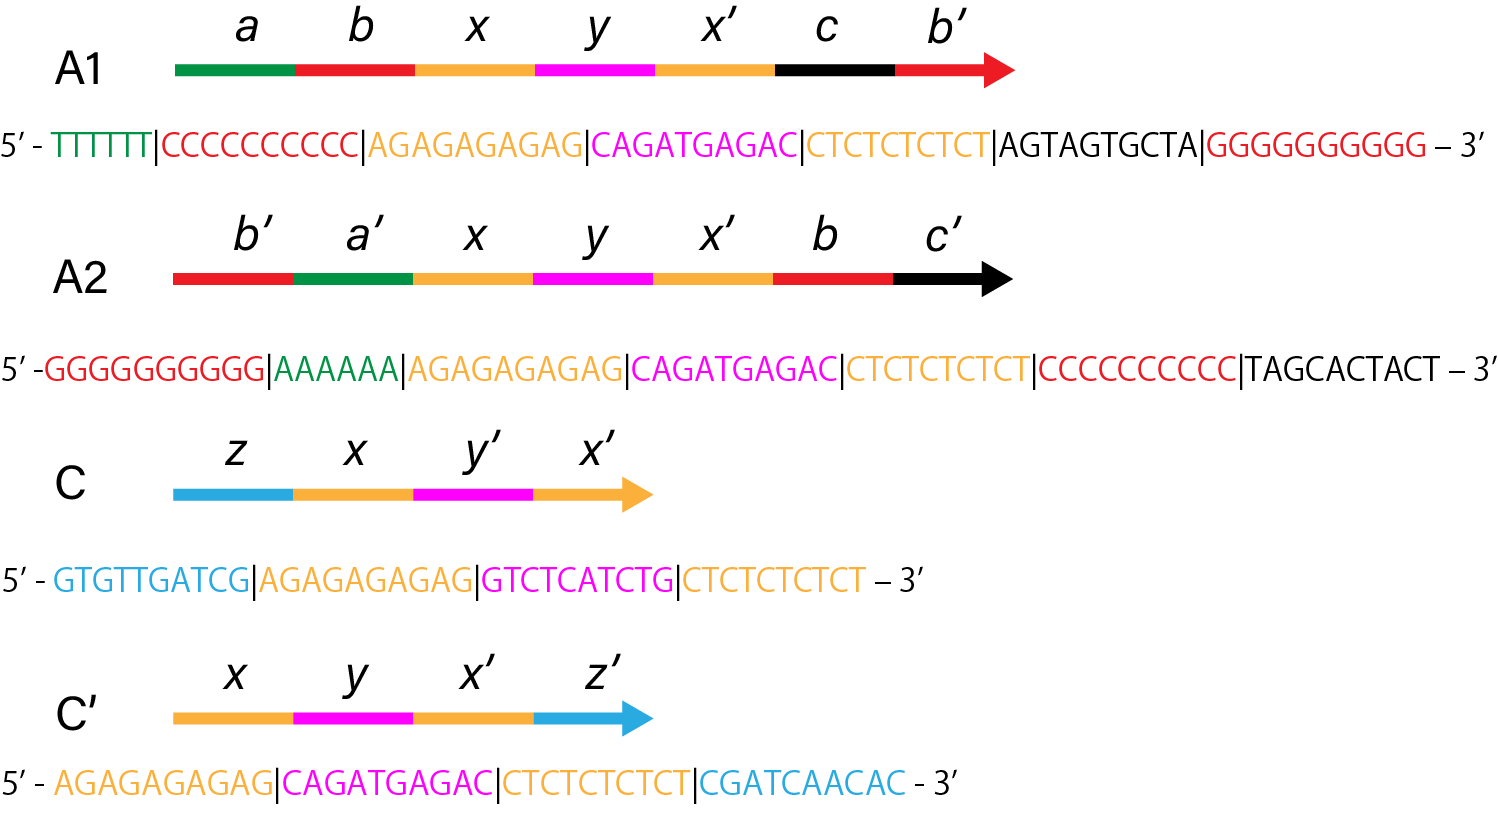 a b x y x′ c b′
A1
5′ - TTTTTT|CCCCCCCCCC|AGAGAGAGAG|CAGATGAGAC|CTCTCTCTCT|AGTAGTGCTA|GGGGGGGGGG – 3′
b′ a′ x y x′ b c′
A2
5′ -GGGGGGGGGG|AAAAAA|AGAGAGAGAG|CAGATGAGAC|CTCTCTCTCT|CCCCCCCCCC|TAGCACTACT – 3′
z x y′ x′
C
5′ - GTGTTGATCG|AGAGAGAGAG|GTCTCATCTG|CTCTCTCTCT – 3′
x y x′ z′
C′
5′ - AGAGAGAGAG|CAGATGAGAC|CTCTCTCTCT|CGATCAACAC - 3′